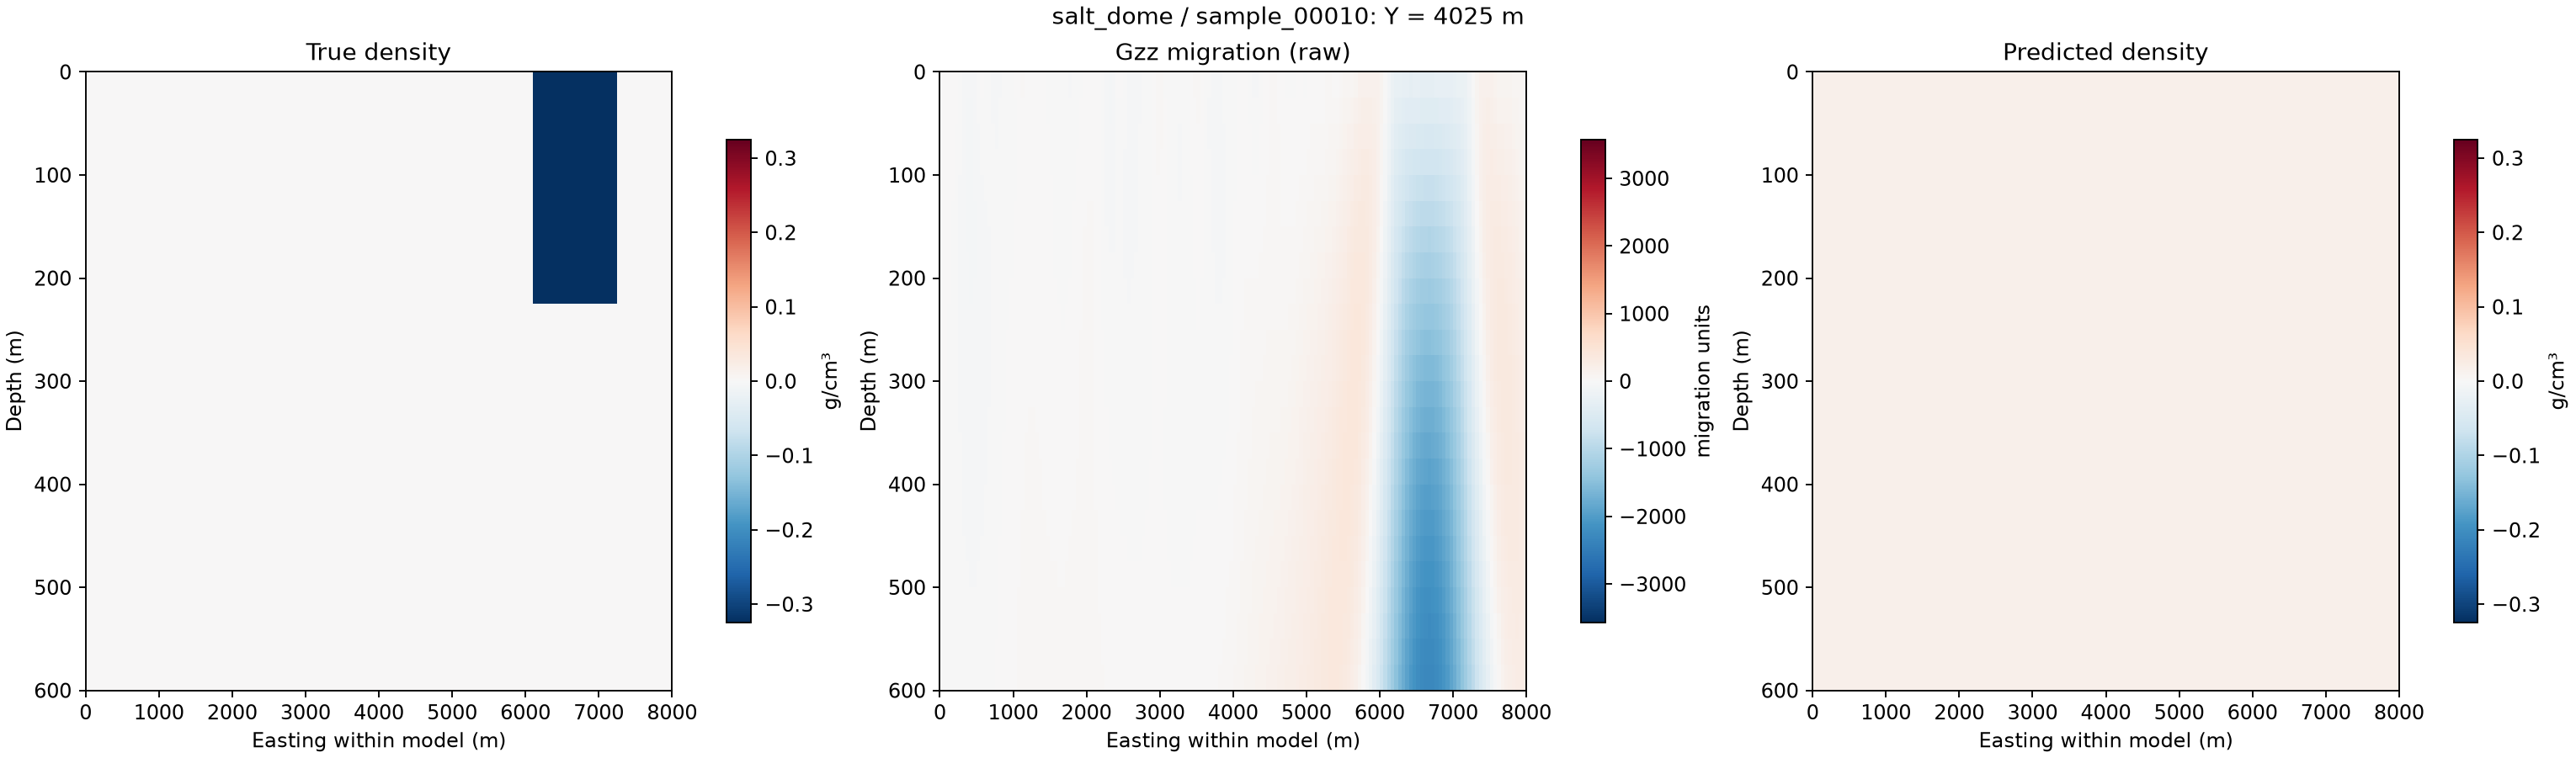 salt_dome / sample_00010: Y = 4025 m
True density
0
100
200
300
400
500
600
Depth (m)
0 1000 2000 3000 4000 5000 6000 7000 8000
Easting within model (m)
0.3
0.2
0.1
0.0
−0.1
−0.2
−0.3
g/cm³
Gzz migration (raw)
0
100
200
300
400
500
600
Depth (m)
0 1000 2000 3000 4000 5000 6000 7000 8000
Easting within model (m)
3000
2000
1000
0
−1000
−2000
−3000
migration units
Predicted density
0
100
200
300
400
500
600
Depth (m)
0 1000 2000 3000 4000 5000 6000 7000 8000
Easting within model (m)
0.3
0.2
0.1
0.0
−0.1
−0.2
−0.3
g/cm³